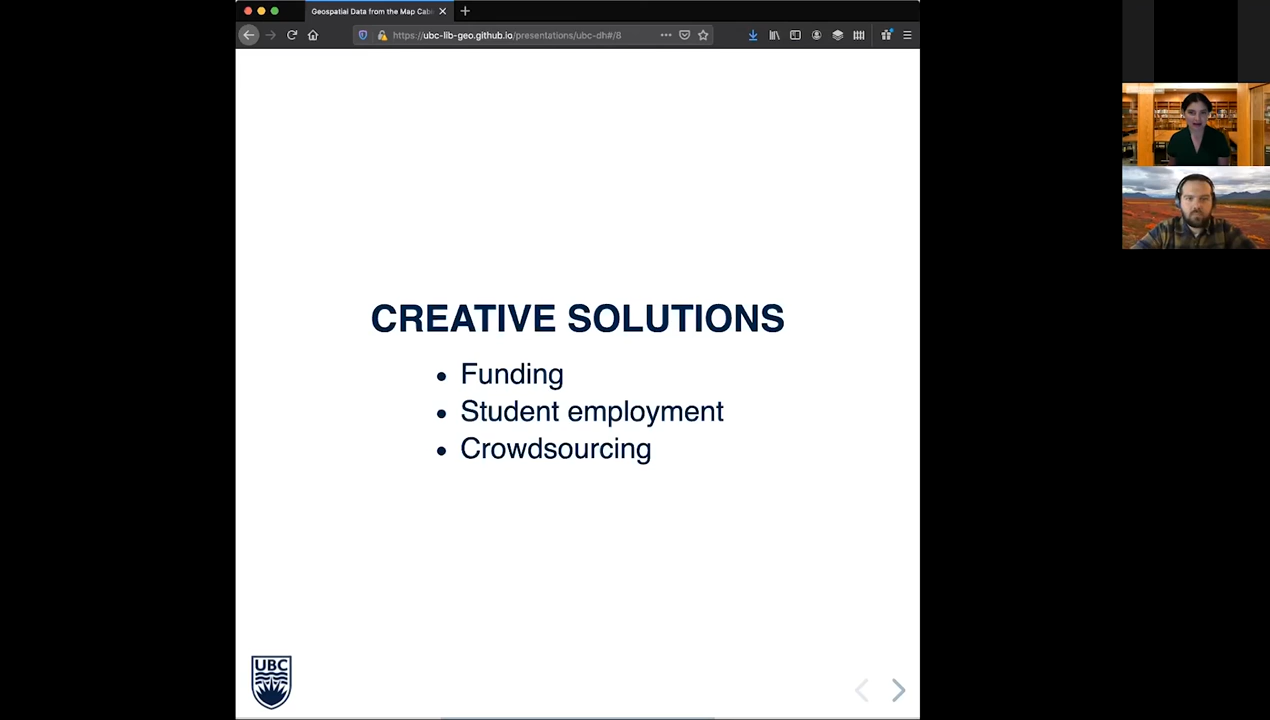 Geospatial Data from the Map Cabi
https://ubc-lib-geo.github.io/presentations/ubc-dh#/8
CREATIVE SOLUTIONS
• Funding
• Student employment
• Crowdsourcing
UBC